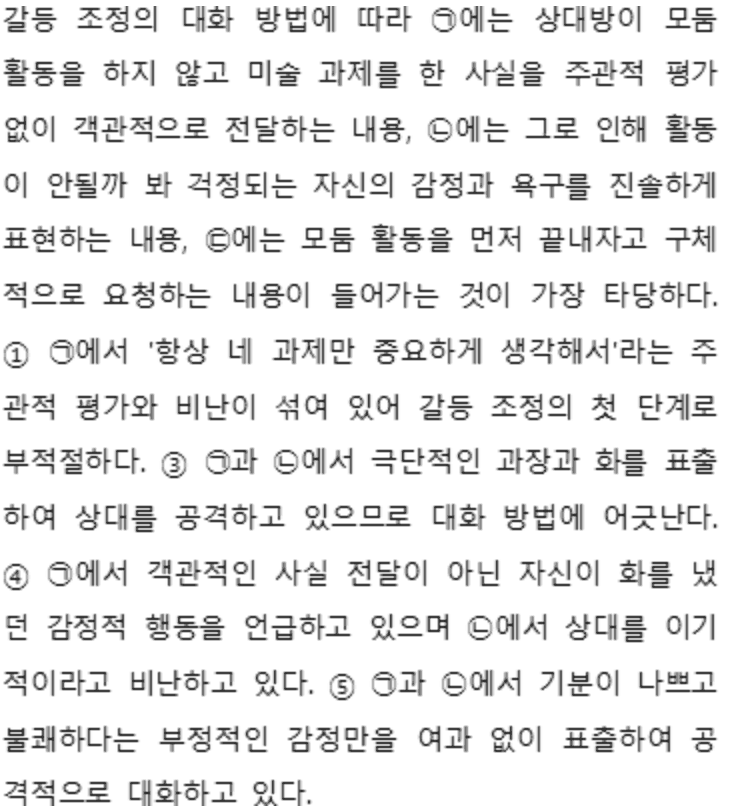 갈등 조정의 대화 방법에 따라 ㉠에는 상대방이 모둠
활동을 하지 않고 미술 과제를 한 사실을 주관적 평가
없이 객관적으로 전달하는 내용, ㉡에는 그로 인해 활동
이 안될까 봐 걱정되는 자신의 감정과 욕구를 진솔하게
표현하는 내용, ㉢에는 모둠 활동을 먼저 끝내자고 구체
적으로 요청하는 내용이 들어가는 것이 가장 타당하다.
① ㉠에서 '항상 네 과제만 중요하게 생각해서'라는 주
관적 평가와 비난이 섞여 있어 갈등 조정의 첫 단계로
부적절하다. ③ ㉠과 ㉡에서 극단적인 과장과 화를 표출
하여 상대를 공격하고 있으므로 대화 방법에 어긋난다.
④ ㉠에서 객관적인 사실 전달이 아닌 자신이 화를 냈
던 감정적 행동을 언급하고 있으며 ㉡에서 상대를 이기
적이라고 비난하고 있다. ⑤ ㉠과 ㉡에서 기분이 나쁘고
불쾌하다는 부정적인 감정만을 여과 없이 표출하여 공
격적으로 대화하고 있다.